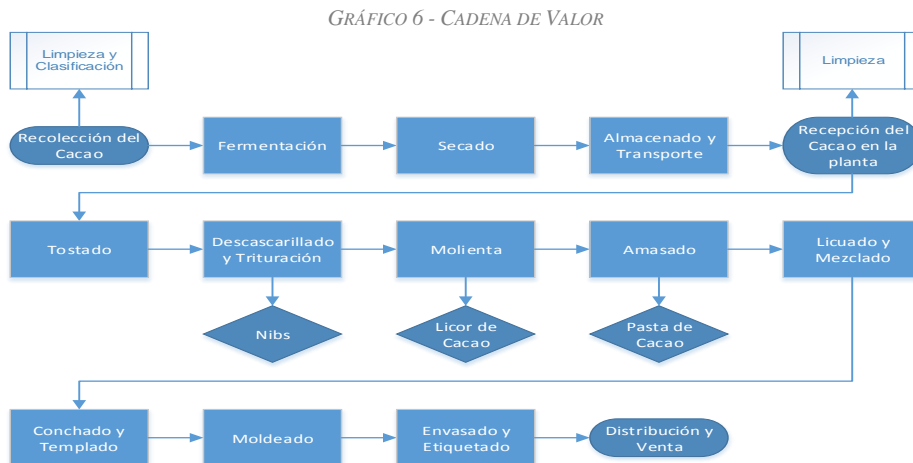 GRÁFICO 6 - CADENA DE VALOR
Limpieza y
Clasificación
Limpieza
Recolección del
Cacao
Fermentación
Secado
Almacenado y
Transporte
Recepción del
Cacao en la
planta
Tostado
Descascarillado
y Trituración
Molienta
Amasado
Licuado y
Mezclado
Nibs
Licor de
Cacao
Pasta de
Cacao
Conchado y
Templado
Moldeado
Envasado y
Etiquetado
Distribución y
Venta